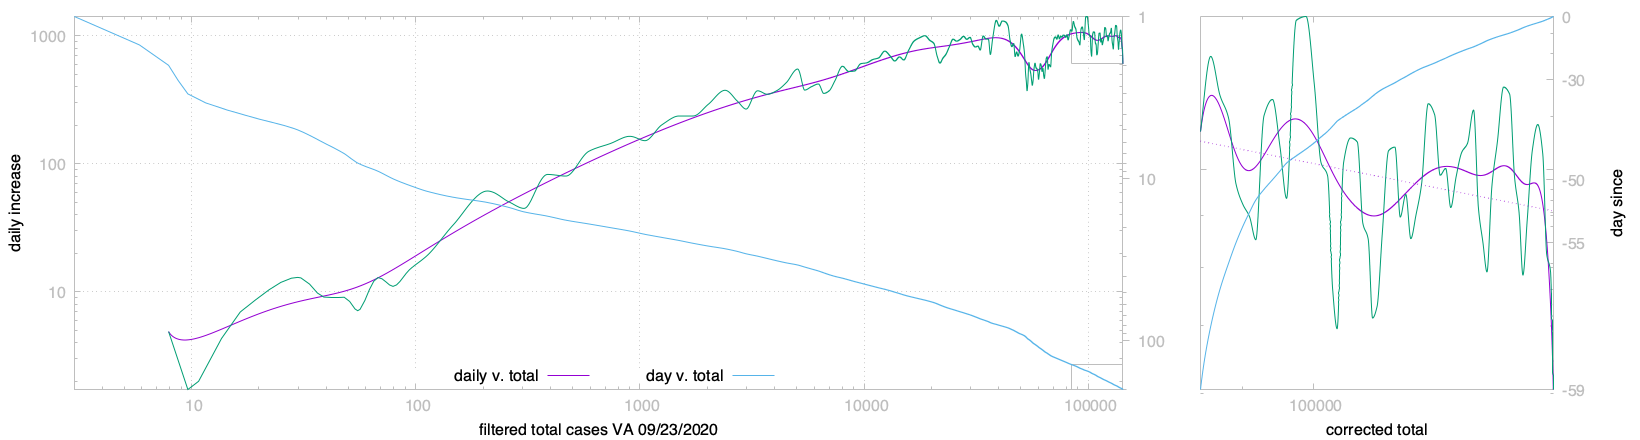 1000
100
10
daily increase
1
10
100
daily v. total
day v. total
10
100
1000
10000
100000
filtered total cases VA 09/23/2020
0
-30
-50
-55
-59
day since
100000
corrected total